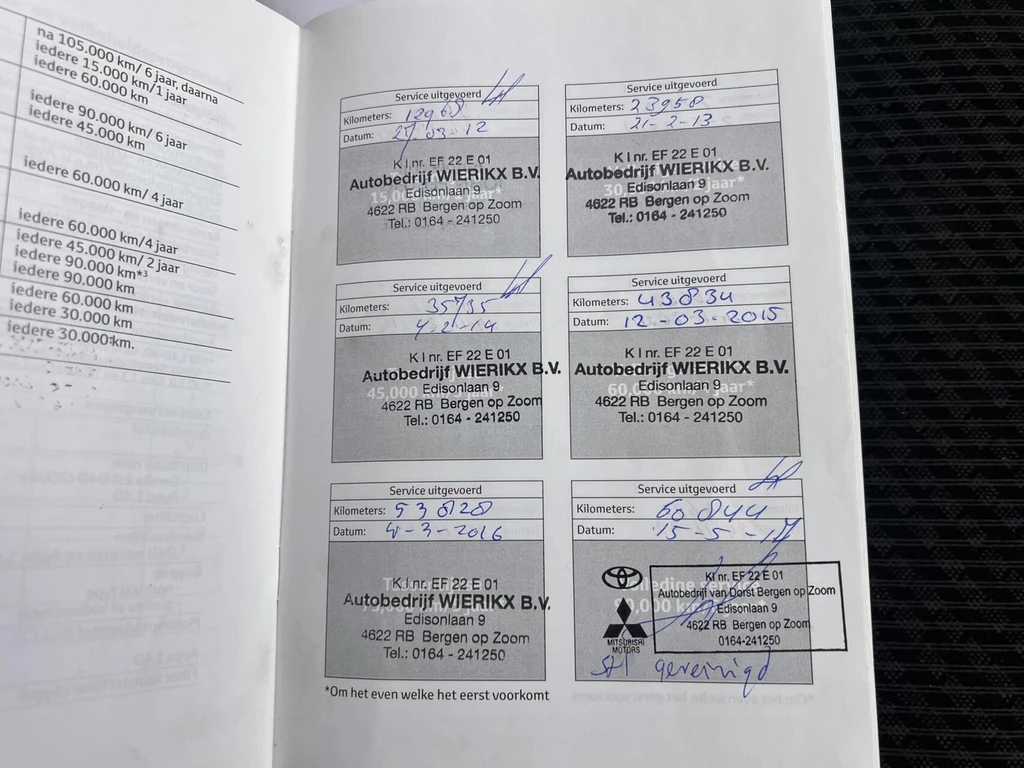 na 105.000 km/ 6 jaar, daarna
iedere 15.000 km/1 jaar
iedere 60.000 km
iedere 90.000 km/ 6 jaar
iedere 45.000 km
iedere 60.000 km/ 4 jaar
iedere 60.000 km/4 jaar
iedere 45.000 km/ 2 jaar
iedere 90.000 km*3
iedere 90.000 km
iedere 60.000 km
iedere 30.000 km
iedere 30.000 km.
Service uitgevoerd
Kilometers: 12968
Datum: 27-03-12
K I nr. EF 22 E 01
Autobedrijf WIERIKX B.V.
Edisonlaan 9
4622 RB Bergen op Zoom
Tel.: 0164 - 241250
Service uitgevoerd
Kilometers: 23958
Datum: 21-2-13
K I nr. EF 22 E 01
Autobedrijf WIERIKX B.V.
Edisonlaan 9
4622 RB Bergen op Zoom
Tel.: 0164 - 241250
Service uitgevoerd
Kilometers: 35735
Datum: 4-2-14
K I nr. EF 22 E 01
Autobedrijf WIERIKX B.V.
45,000 km/
Edisonlaan 9
4622 RB Bergen op Zoom
Tel.: 0164 - 241250
Service uitgevoerd
Kilometers: 43834
Datum: 12-03-2015
K I nr. EF 22 E 01
Autobedrijf WIERIKX B.V.
Edisonlaan 9
4622 RB Bergen op Zoom
Tel.: 0164 - 241250
Service uitgevoerd
Kilometers: 53828
Datum: 4-3-2016
K I nr. EF 22 E 01
Autobedrijf WIERIKX B.V.
Edisonlaan 9
4622 RB Bergen op Zoom
Tel.: 0164 - 241250
Service uitgevoerd
Kilometers: 60844
Datum: 15-5-17
KI nr. EF 22 E 01
Autobedrijf van Dorst Bergen op Zoom
Edisonlaan 9
4622 RB Bergen op Zoom
0164-241250
MITSUBISHI
MOTORS
gereinigd
*Om het even welke het eerst voorkomt